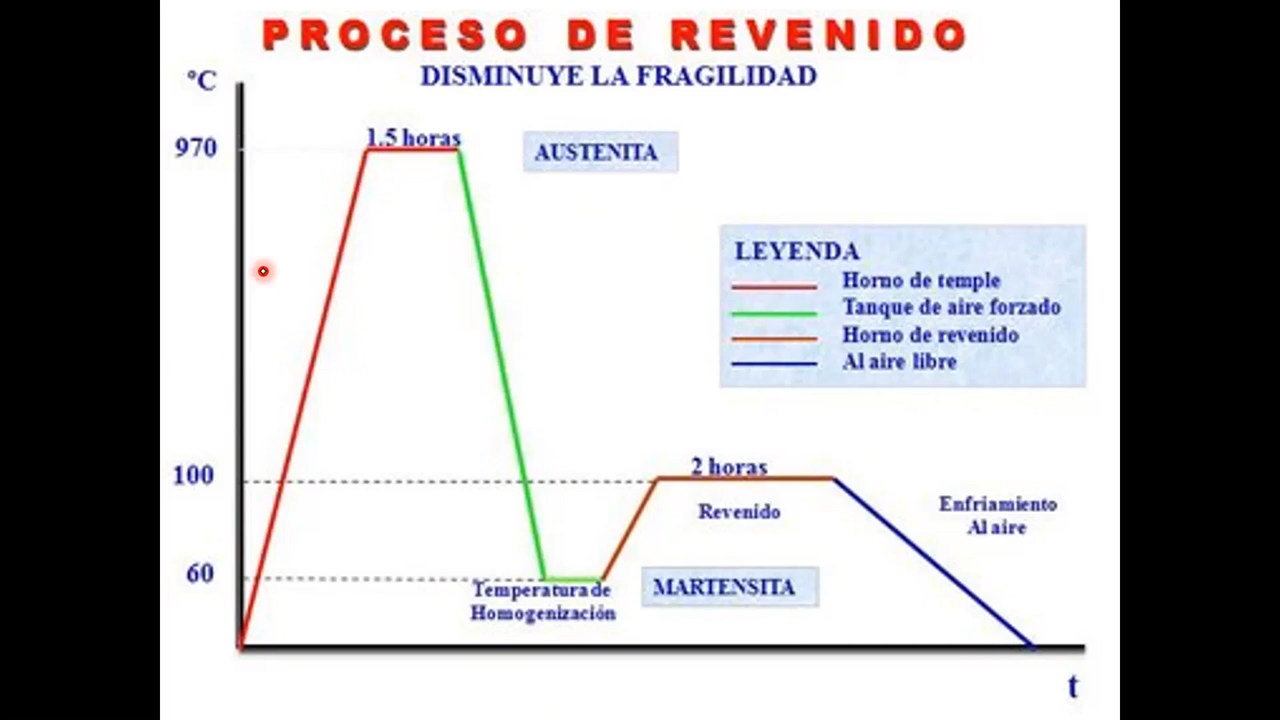 PROCESO DE REVENIDO
DISMINUYE LA FRAGILIDAD
°C
970
1.5 horas
AUSTENITA
LEYENDA
Horno de temple
Tanque de aire forzado
Horno de revenido
Al aire libre
100
2 horas
Revenido
Enfriamiento
Al aire
60
Temperatura de
Homogenización
MARTENSITA
t